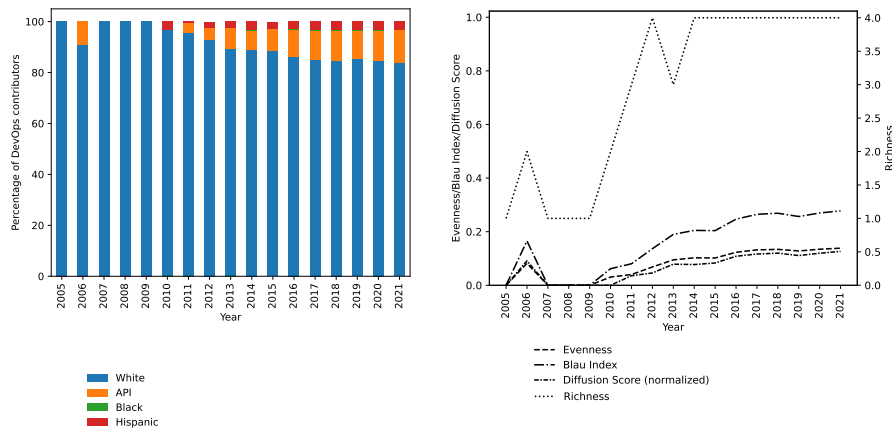 Percentage of DevOps contributors
100
80
60
40
20
0
2005 2006 2007 2008 2009 2010 2011 2012 2013 2014 2015 2016 2017 2018 2019 2020 2021
Year
White
API
Black
Hispanic
Evenness/Blau Index/Diffusion Score
1.0
0.8
0.6
0.4
0.2
0.0
4.0
3.5
3.0
2.5
2.0
1.5
1.0
0.5
0.0
Richness
2005 2006 2007 2008 2009 2010 2011 2012 2013 2014 2015 2016 2017 2018 2019 2020 2021
Year
Evenness
Blau Index
Diffusion Score (normalized)
Richness